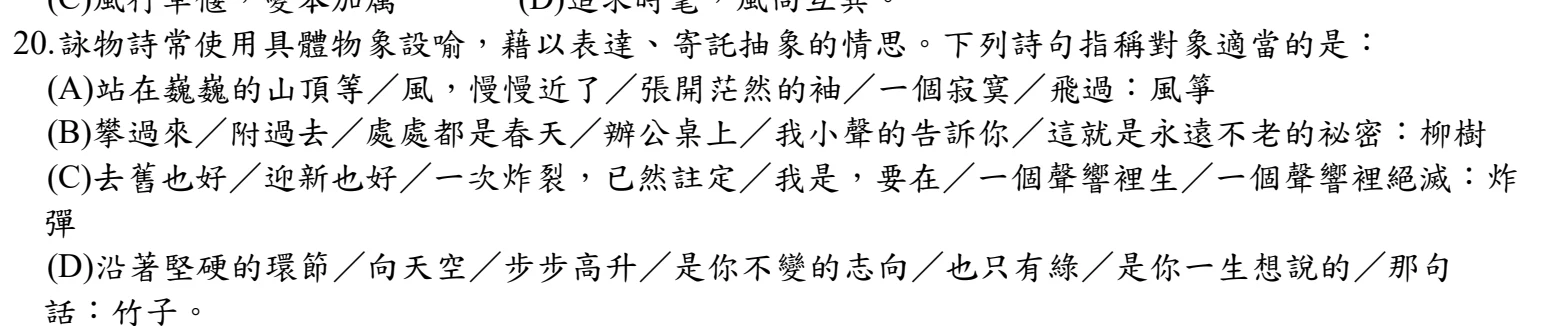 (C)風行草偃，變本加厲　　(D)追求時髦，風尚互異。
20.詠物詩常使用具體物象設喻，藉以表達、寄託抽象的情思。下列詩句指稱對象適當的是：
(A)站在巍巍的山頂等／風，慢慢近了／張開茫然的袖／一個寂寞／飛過：風箏
(B)攀過來／附過去／處處都是春天／辦公桌上／我小聲的告訴你／這就是永遠不老的祕密：柳樹
(C)去舊也好／迎新也好／一次炸裂，已然註定／我是，要在／一個聲響裡生／一個聲響裡絕滅：炸
彈
(D)沿著堅硬的環節／向天空／步步高升／是你不變的志向／也只有綠／是你一生想說的／那句
話：竹子。